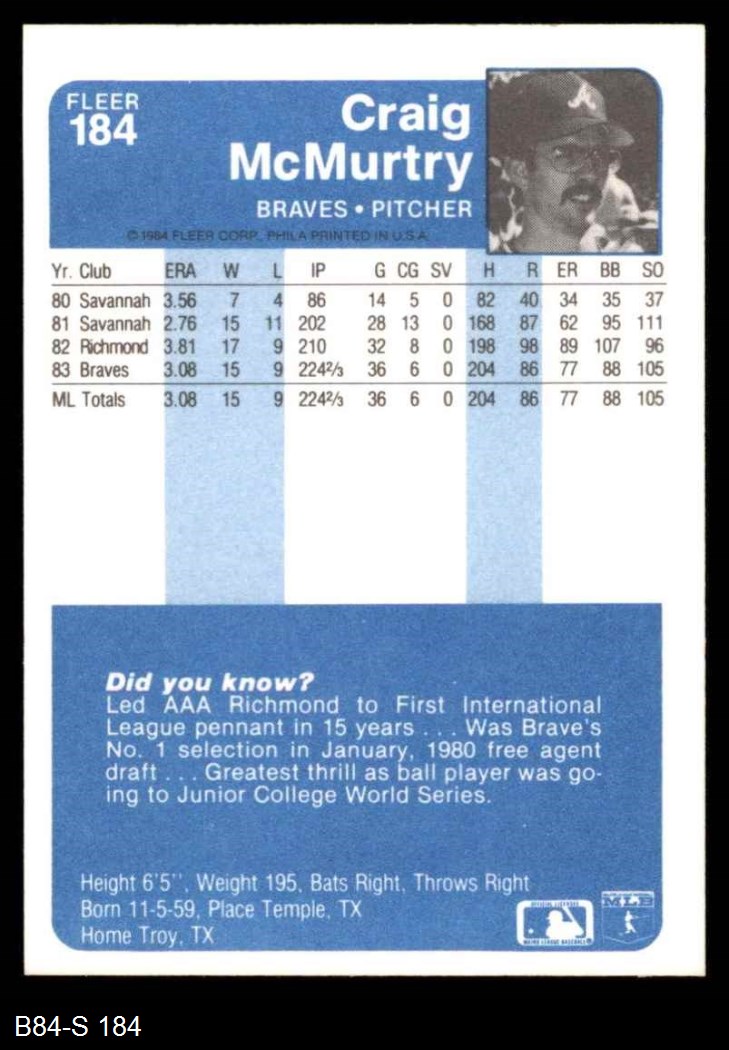 FLEER
184
Craig
McMurtry
BRAVES • PITCHER
© 1984 FLEER CORP., PHILA PRINTED IN U.S.A.
A
Yr. Club ERA W L IP G CG SV H R ER BB SO
80 Savannah 3.56 7 4 86 14 5 0 82 40 34 35 37
81 Savannah 2.76 15 11 202 28 13 0 168 87 62 95 111
82 Richmond 3.81 17 9 210 32 8 0 198 98 89 107 96
83 Braves 3.08 15 9 224⅔ 36 6 0 204 86 77 88 105
ML Totals 3.08 15 9 224⅔ 36 6 0 204 86 77 88 105
Did you know?
Led AAA Richmond to First International
League pennant in 15 years . . . Was Brave's
No. 1 selection in January, 1980 free agent
draft . . . Greatest thrill as ball player was go-
ing to Junior College World Series.
Height 6'5'', Weight 195, Bats Right, Throws Right
Born 11-5-59, Place Temple, TX
Home Troy, TX
OFFICIAL LICENSEE
MAJOR LEAGUE BASEBALL
B84-S 184